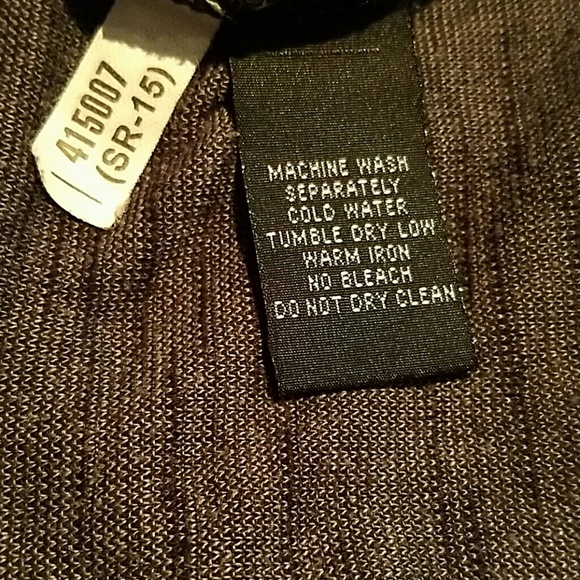 415007
(SR-15)
MACHINE WASH
SEPARATELY
COLD WATER
TUMBLE DRY LOW
WARM IRON
NO BLEACH
DO NOT DRY CLEAN